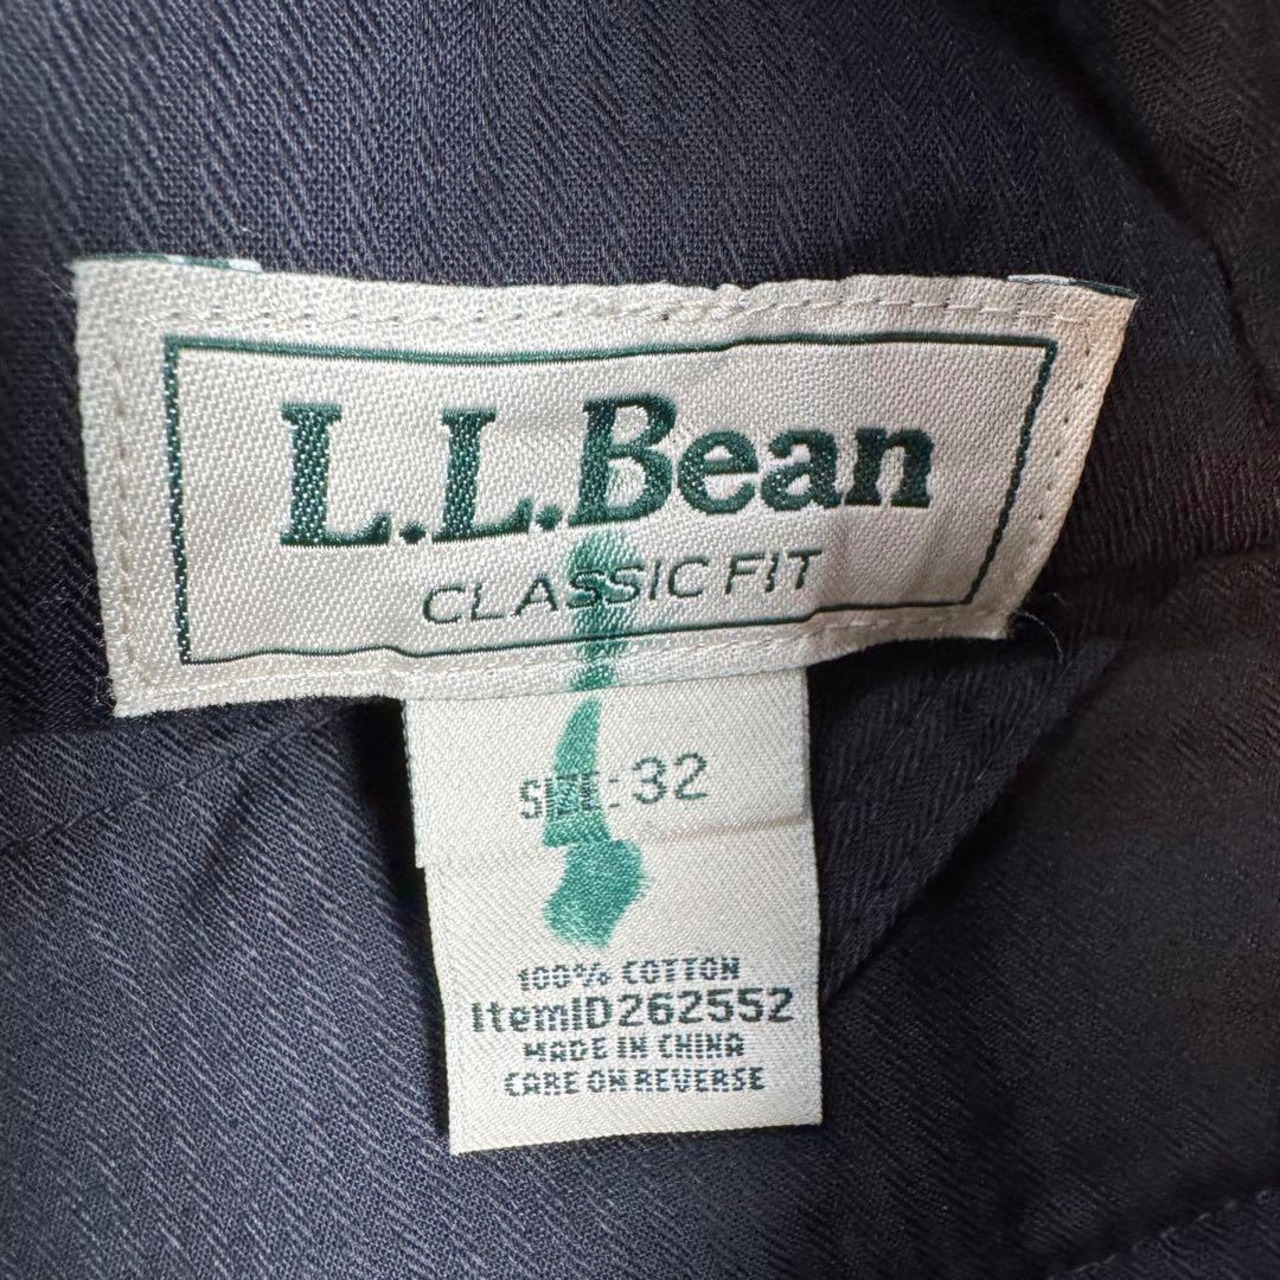 L.L.Bean
CLASSIC FIT
SIZE:32
100% COTTON
ItemID262552
MADE IN CHINA
CARE ON REVERSE